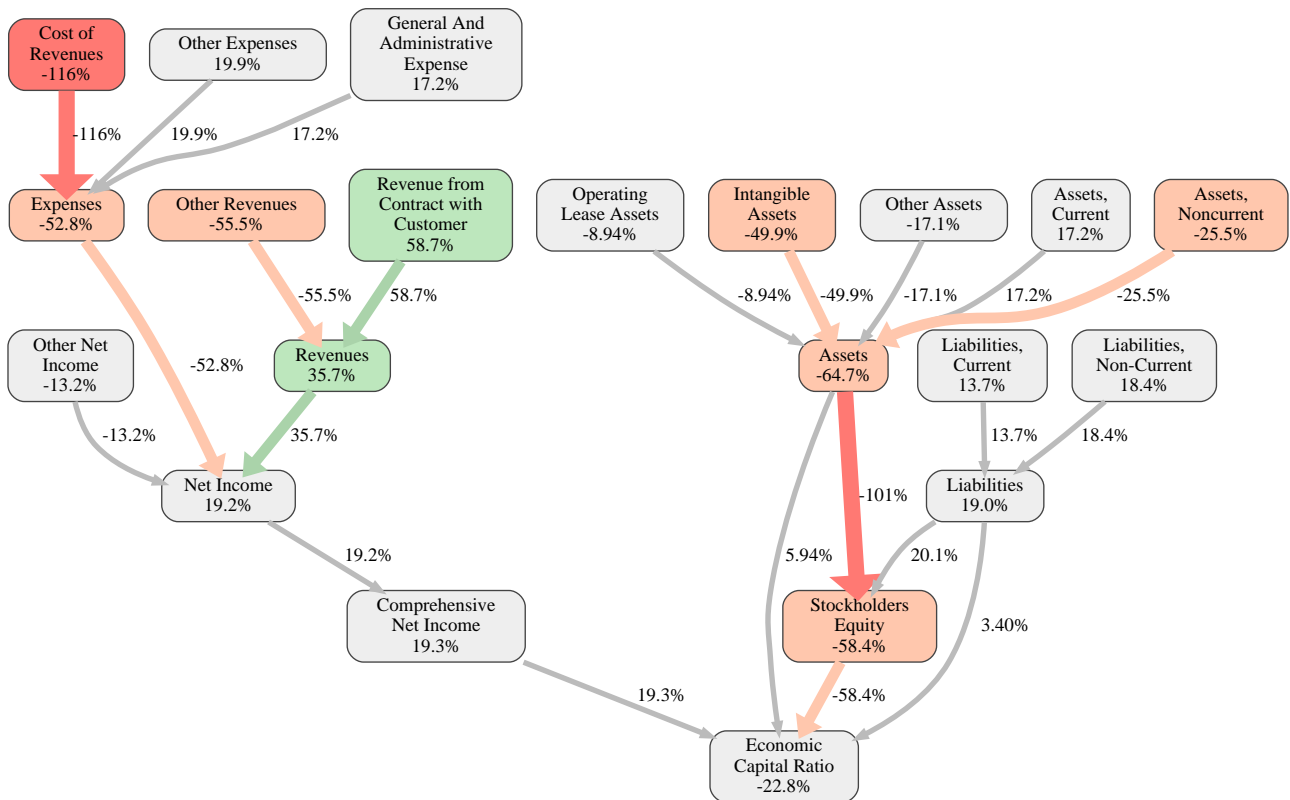 Cost of
Revenues
-116%
Other Expenses
19.9%
General And
Administrative
Expense
17.2%
-116%
19.9%
17.2%
Expenses
-52.8%
Other Revenues
-55.5%
Revenue from
Contract with
Customer
58.7%
Operating
Lease Assets
-8.94%
Intangible
Assets
-49.9%
Other Assets
-17.1%
Assets,
Current
17.2%
Assets,
Noncurrent
-25.5%
-55.5%
58.7%
-8.94%
-49.9%
-17.1%
17.2%
-25.5%
Other Net
Income
-13.2%
-52.8%
Revenues
35.7%
Assets
-64.7%
Liabilities,
Current
13.7%
Liabilities,
Non-Current
18.4%
-13.2%
35.7%
13.7%
18.4%
Net Income
19.2%
-101%
Liabilities
19.0%
19.2%
5.94%
20.1%
Comprehensive
Net Income
19.3%
Stockholders
Equity
-58.4%
3.40%
19.3%
-58.4%
Economic
Capital Ratio
-22.8%